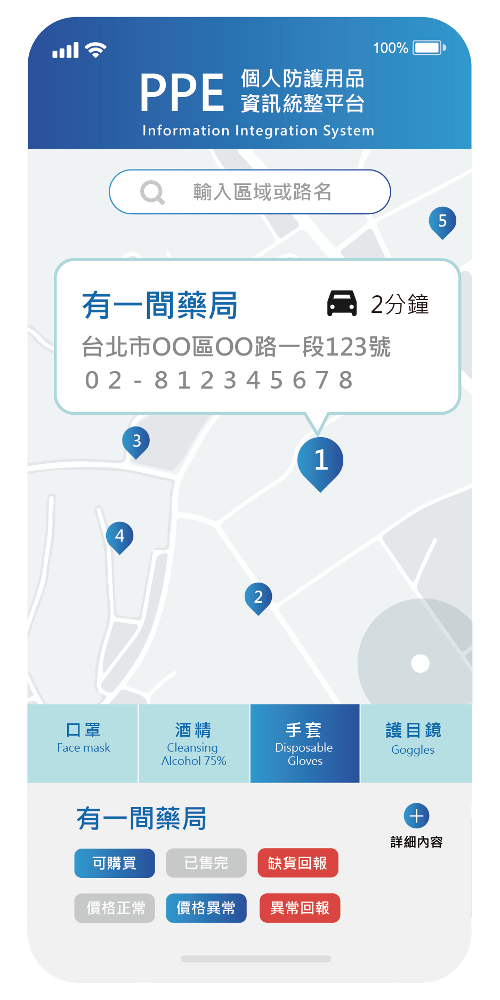 100%
PPE 個人防護用品
資訊統整平台
Information Integration System
輸入區域或路名
5
有一間藥局 2分鐘
台北市OO區OO路一段123號
02-812345678
3
1
4
2
口罩
Face mask
酒精
Cleansing
Alcohol 75%
手套
Disposable
Gloves
護目鏡
Goggles
有一間藥局
詳細內容
可購買 已售完 缺貨回報
價格正常 價格異常 異常回報